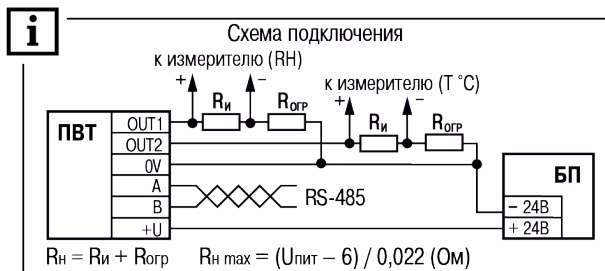 i
Схема подключения
к измерителю (RH)
+ −
к измерителю (T °C)
+ −
Rи Rогр
Rи Rогр
ПВТ
OUT1
OUT2
0V
A
B
+U
RS-485
БП
− 24В
+ 24В
Rн = Rи + Rогр Rн max = (Uпит − 6) / 0,022 (Ом)